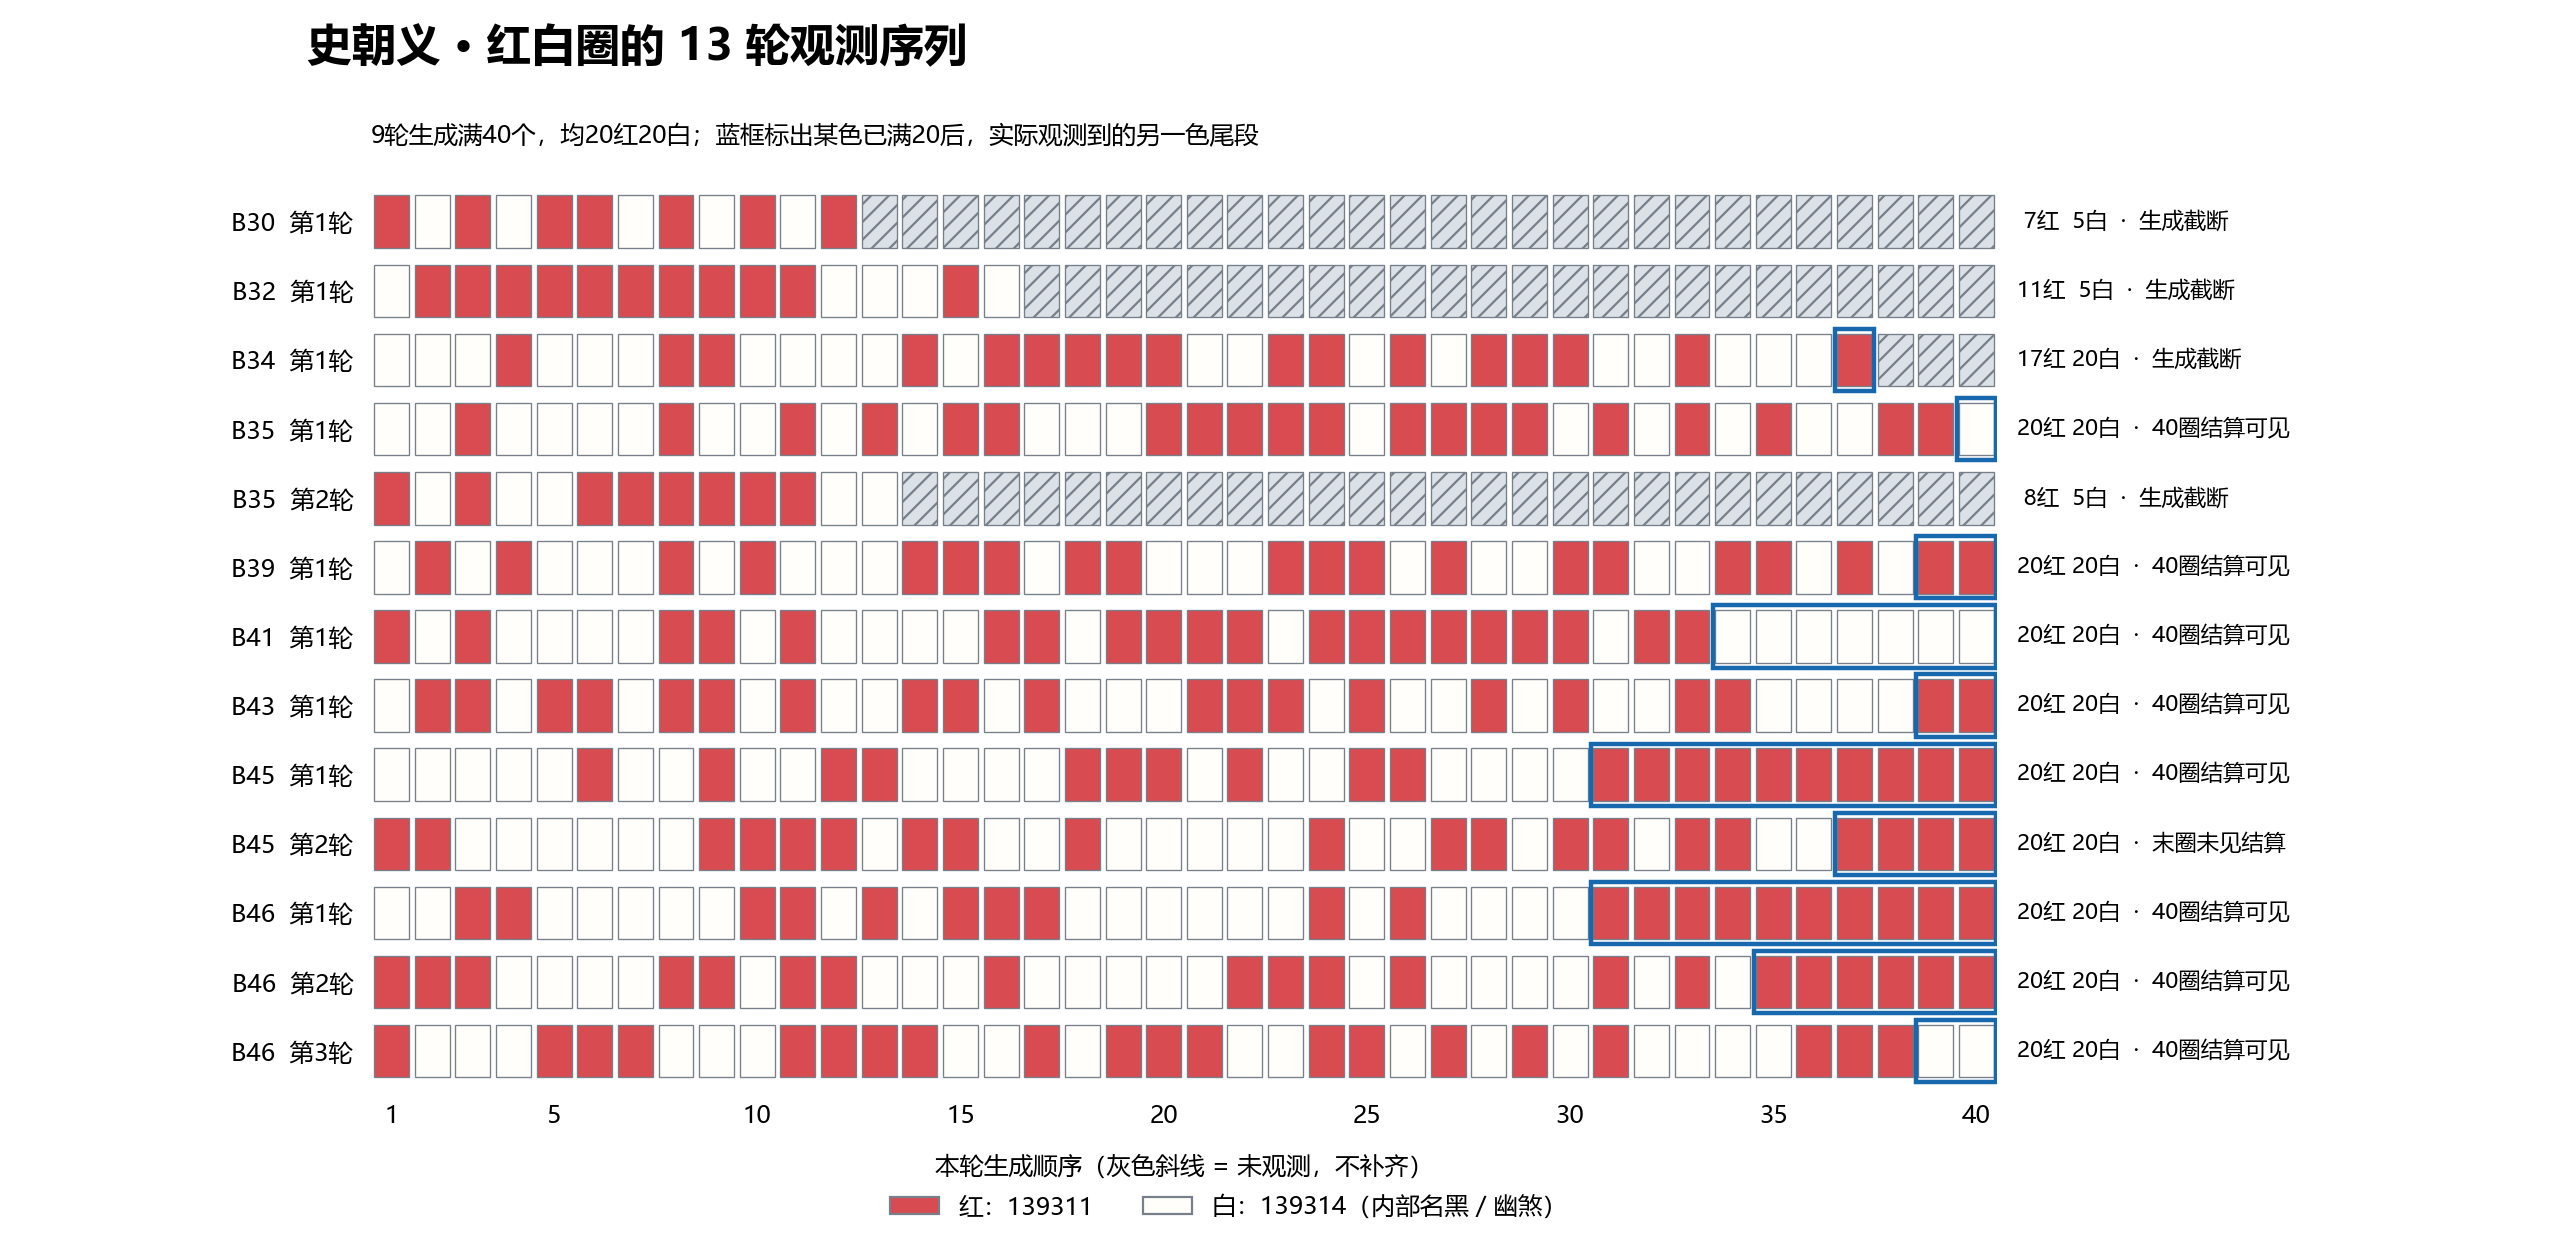 史朝义 · 红白圈的 13 轮观测序列
9轮生成满40个，均20红20白；蓝框标出某色已满20后，实际观测到的另一色尾段
B30 第1轮 7红 5白 · 生成截断
B32 第1轮 11红 5白 · 生成截断
B34 第1轮 17红 20白 · 生成截断
B35 第1轮 20红 20白 · 40圈结算可见
B35 第2轮 8红 5白 · 生成截断
B39 第1轮 20红 20白 · 40圈结算可见
B41 第1轮 20红 20白 · 40圈结算可见
B43 第1轮 20红 20白 · 40圈结算可见
B45 第1轮 20红 20白 · 40圈结算可见
B45 第2轮 20红 20白 · 末圈未见结算
B46 第1轮 20红 20白 · 40圈结算可见
B46 第2轮 20红 20白 · 40圈结算可见
B46 第3轮 20红 20白 · 40圈结算可见
1 5 10 15 20 25 30 35 40
本轮生成顺序（灰色斜线 = 未观测，不补齐）
红：139311 白：139314（内部名黑 / 幽煞）